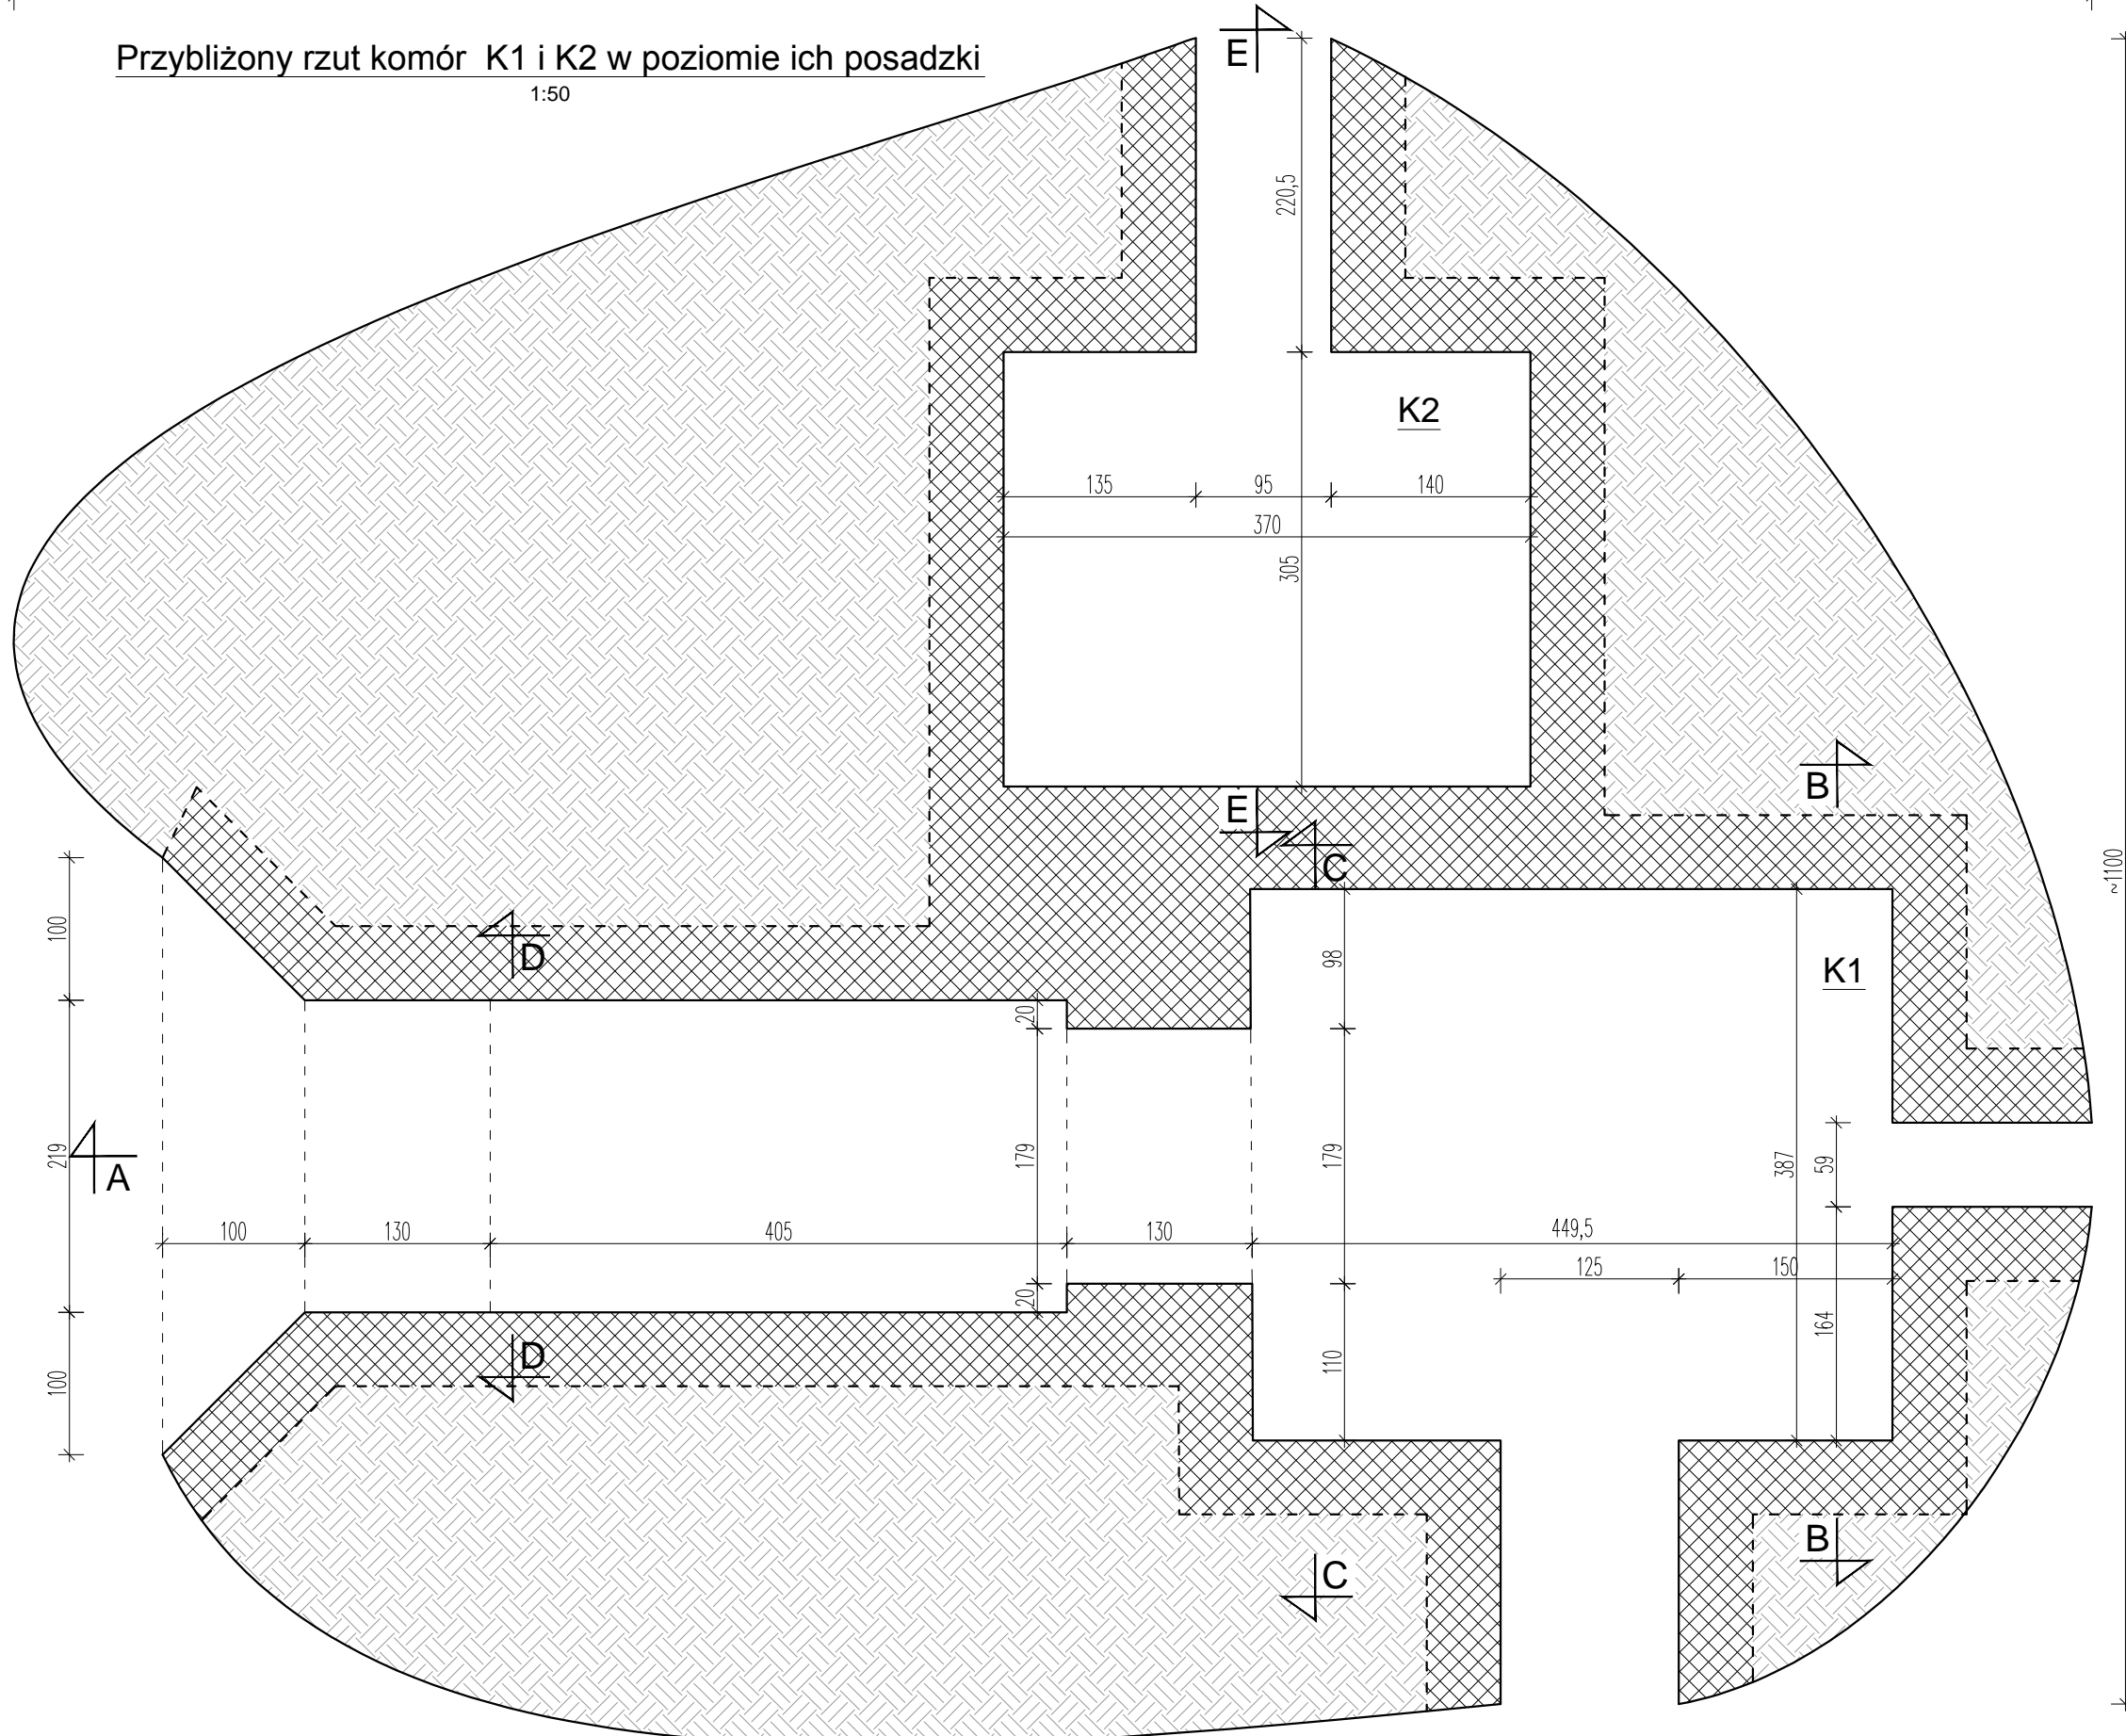 Przybliżony rzut komór K1 i K2 w poziomie ich posadzki
1:50
E
220,5
K2
135 95 140
370
305
B
E
C
~1100
100
D
98
K1
20
219
A
179
179
387
59
100 130 405 130 449,5
125 150
20
164
D
110
100
B
C